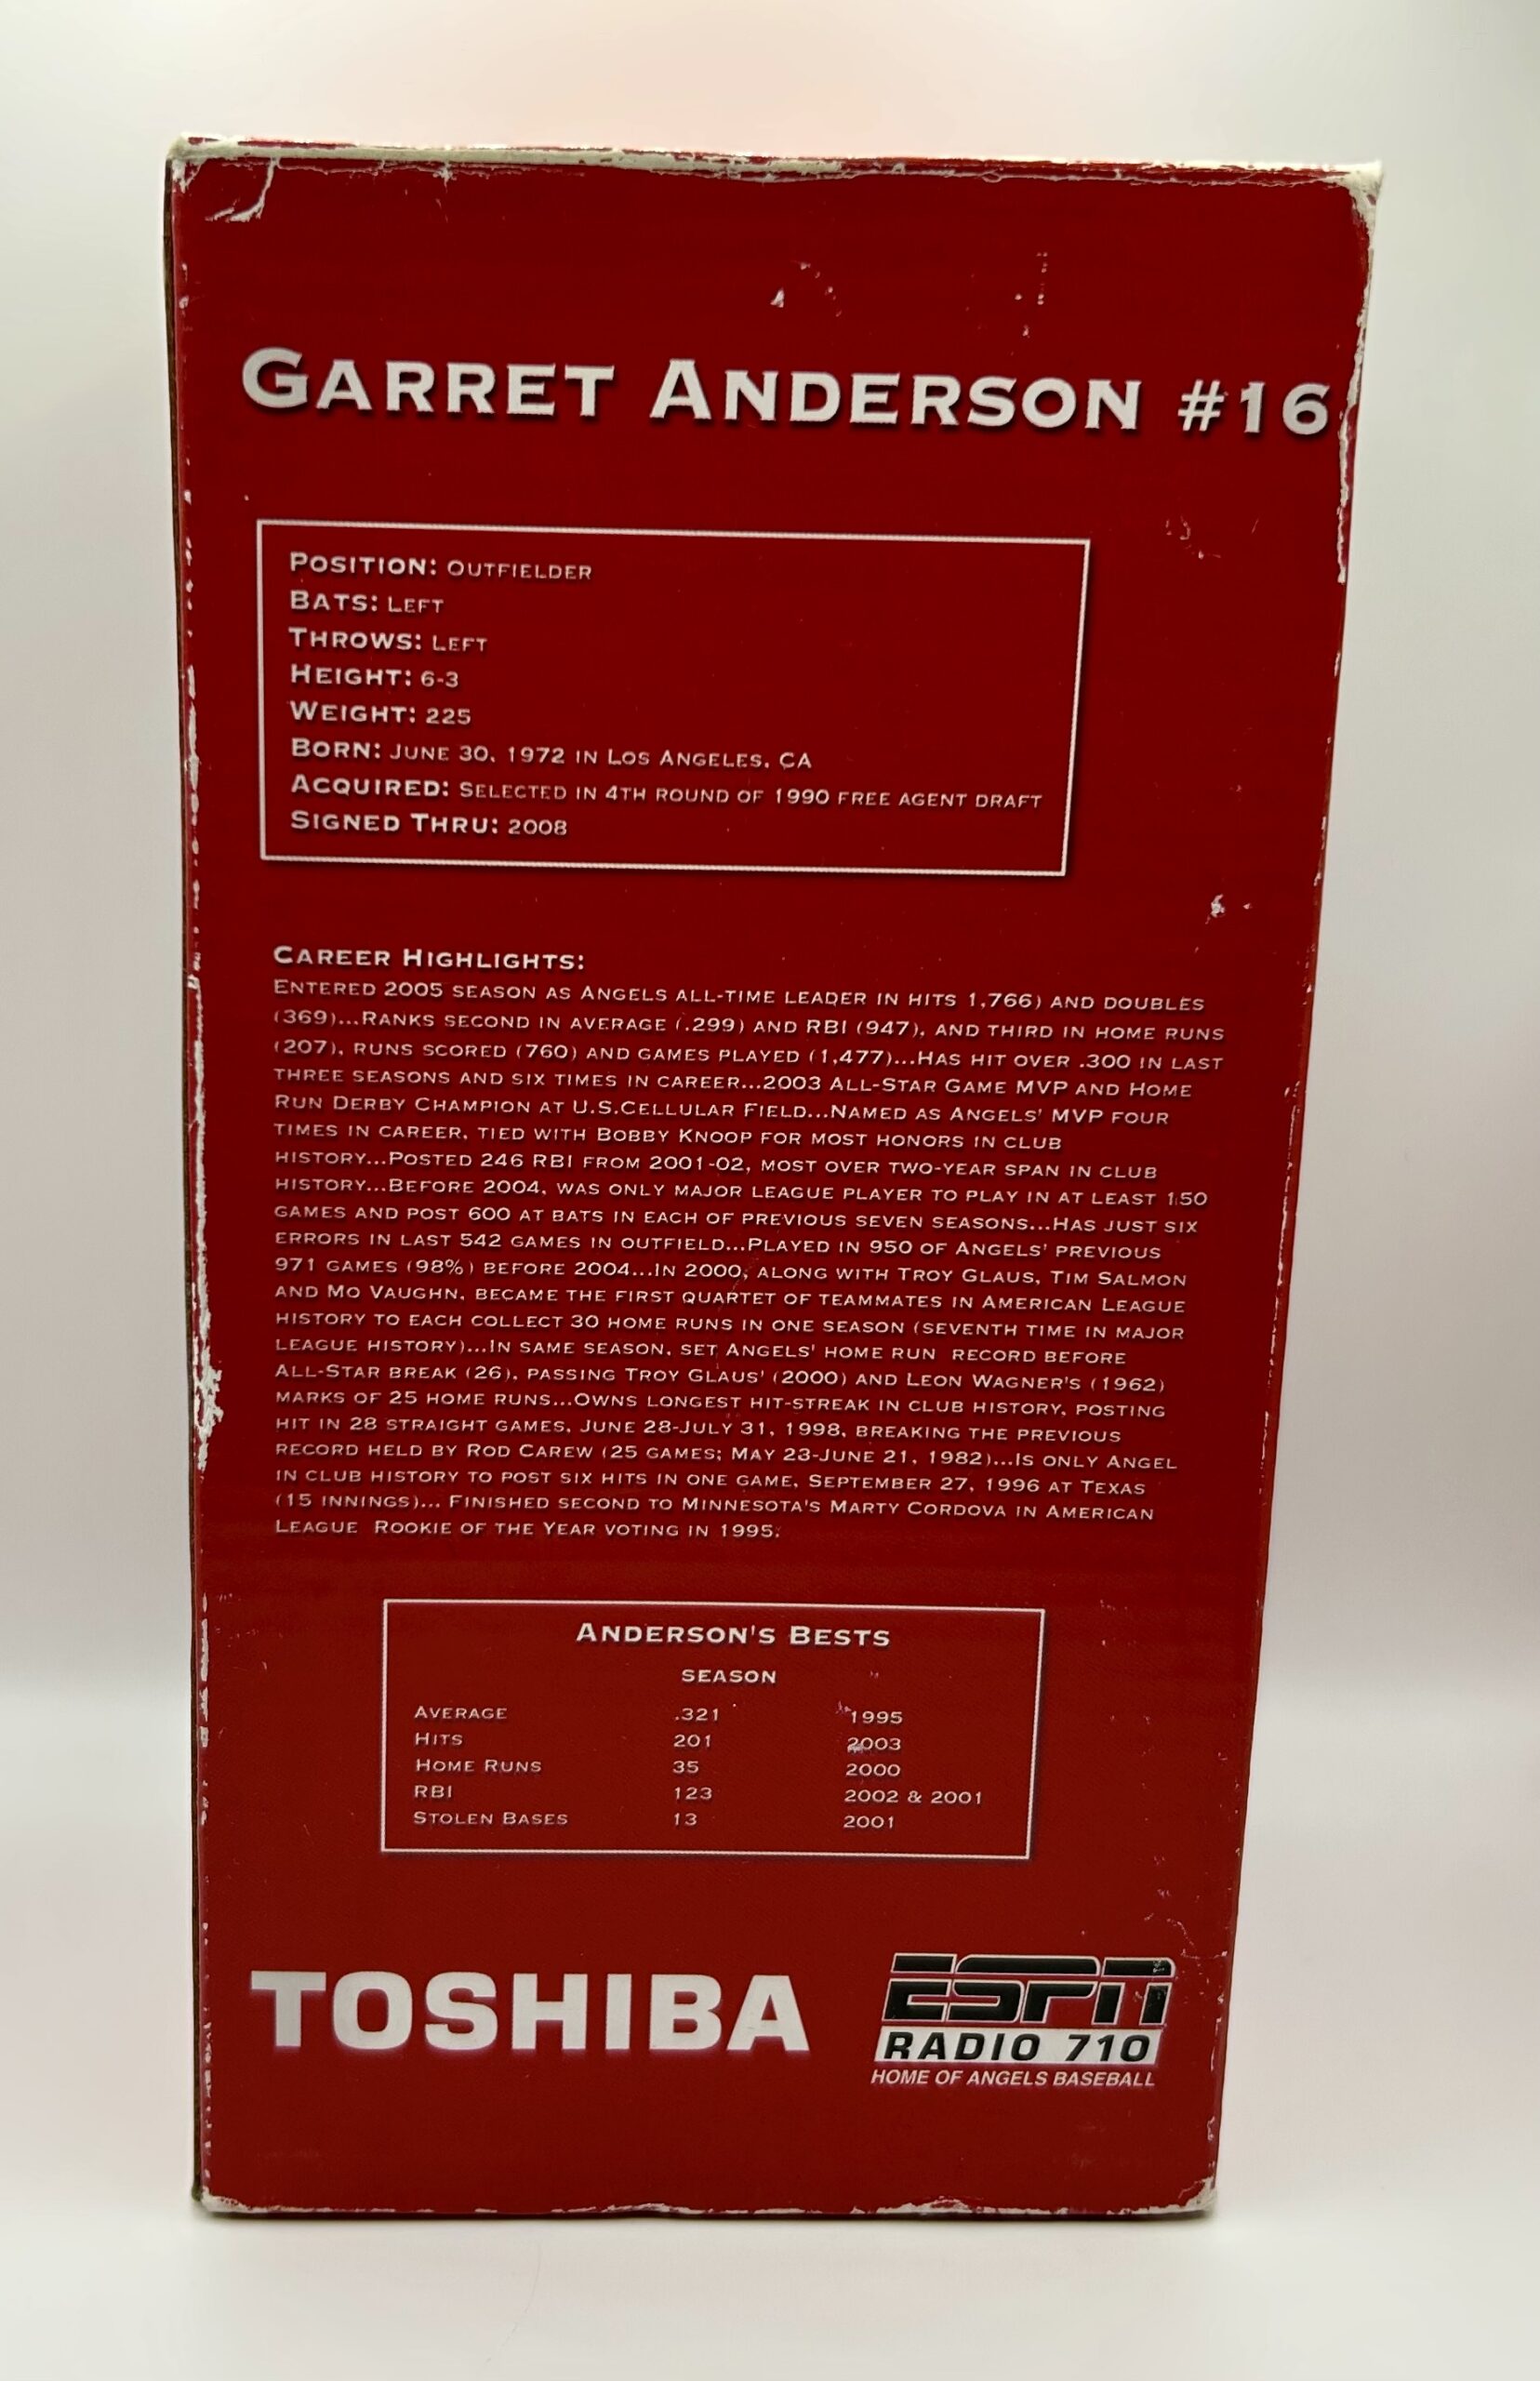 GARRET ANDERSON #16
POSITION: OUTFIELDER
BATS: LEFT
THROWS: LEFT
HEIGHT: 6-3
WEIGHT: 225
BORN: JUNE 30, 1972 IN LOS ANGELES, CA
ACQUIRED: SELECTED IN 4TH ROUND OF 1990 FREE AGENT DRAFT
SIGNED THRU: 2008
CAREER HIGHLIGHTS:
ENTERED 2005 SEASON AS ANGELS ALL-TIME LEADER IN HITS 1,766) AND DOUBLES
(369)...RANKS SECOND IN AVERAGE (.299) AND RBI (947), AND THIRD IN HOME RUNS
(207), RUNS SCORED (760) AND GAMES PLAYED (1,477)...HAS HIT OVER .300 IN LAST
THREE SEASONS AND SIX TIMES IN CAREER...2003 ALL-STAR GAME MVP AND HOME
RUN DERBY CHAMPION AT U.S.CELLULAR FIELD...NAMED AS ANGELS' MVP FOUR
TIMES IN CAREER, TIED WITH BOBBY KNOOP FOR MOST HONORS IN CLUB
HISTORY...POSTED 246 RBI FROM 2001-02, MOST OVER TWO-YEAR SPAN IN CLUB
HISTORY...BEFORE 2004, WAS ONLY MAJOR LEAGUE PLAYER TO PLAY IN AT LEAST 150
GAMES AND POST 600 AT BATS IN EACH OF PREVIOUS SEVEN SEASONS...HAS JUST SIX
ERRORS IN LAST 542 GAMES IN OUTFIELD...PLAYED IN 950 OF ANGELS' PREVIOUS
971 GAMES (98%) BEFORE 2004...IN 2000, ALONG WITH TROY GLAUS, TIM SALMON
AND MO VAUGHN, BECAME THE FIRST QUARTET OF TEAMMATES IN AMERICAN LEAGUE
HISTORY TO EACH COLLECT 30 HOME RUNS IN ONE SEASON (SEVENTH TIME IN MAJOR
LEAGUE HISTORY)...IN SAME SEASON, SET ANGELS' HOME RUN RECORD BEFORE
ALL-STAR BREAK (26), PASSING TROY GLAUS' (2000) AND LEON WAGNER'S (1962)
MARKS OF 25 HOME RUNS...OWNS LONGEST HIT-STREAK IN CLUB HISTORY, POSTING
HIT IN 28 STRAIGHT GAMES, JUNE 28-JULY 31, 1998, BREAKING THE PREVIOUS
RECORD HELD BY ROD CAREW (25 GAMES; MAY 23-JUNE 21, 1982)...IS ONLY ANGEL
IN CLUB HISTORY TO POST SIX HITS IN ONE GAME, SEPTEMBER 27, 1996 AT TEXAS
(15 INNINGS)... FINISHED SECOND TO MINNESOTA'S MARTY CORDOVA IN AMERICAN
LEAGUE ROOKIE OF THE YEAR VOTING IN 1995.
ANDERSON'S BESTS
SEASON
AVERAGE .321 1995
HITS 201 2003
HOME RUNS 35 2000
RBI 123 2002 & 2001
STOLEN BASES 13 2001
TOSHIBA
ESPN
RADIO 710
HOME OF ANGELS BASEBALL